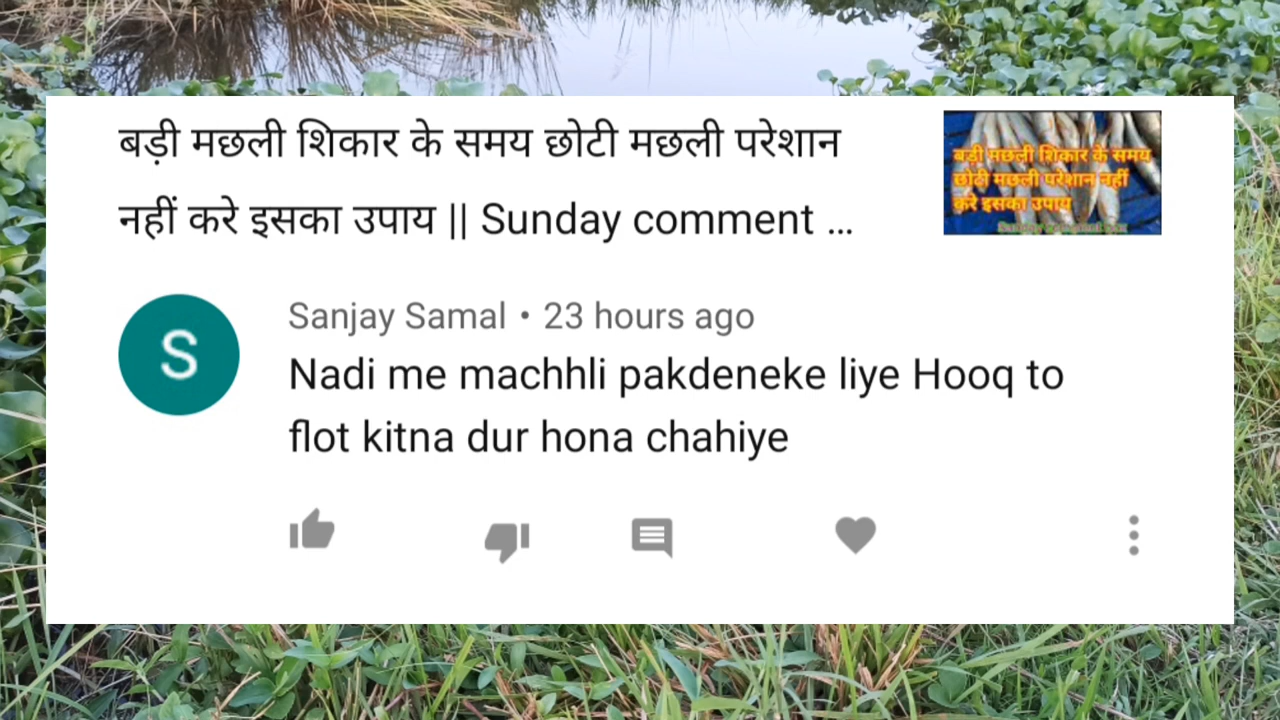 बड़ी मछली शिकार के समय छोटी मछली परेशान
नहीं करे इसका उपाय || Sunday comment ...
बड़ी मछली शिकार के समय
छोटी मछली परेशान नहीं
करे इसका उपाय
S
Sanjay Samal • 23 hours ago
Nadi me machhli pakdeneke liye Hooq to
flot kitna dur hona chahiye